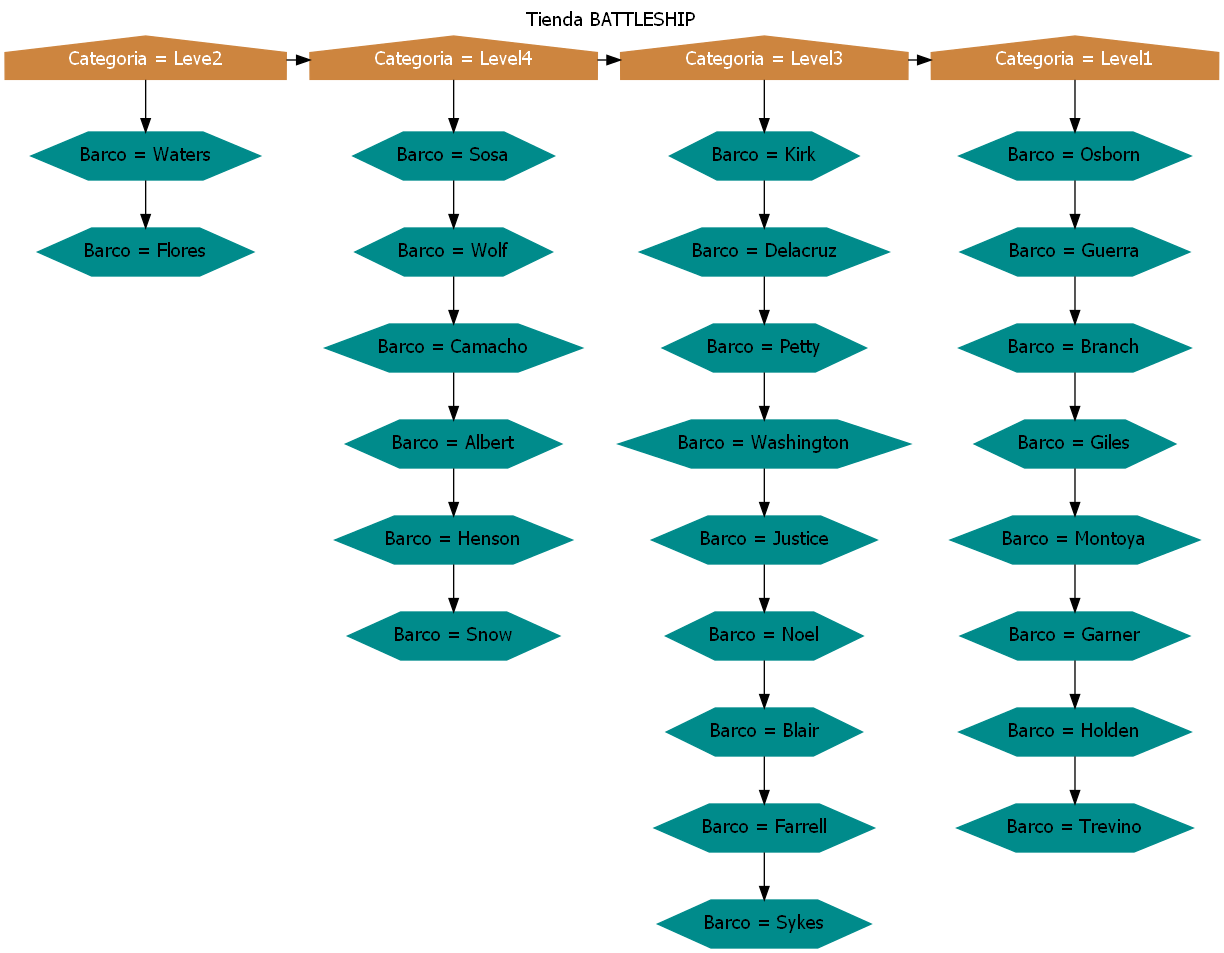 Tienda BATTLESHIP
Categoria = Leve2
Categoria = Level4
Categoria = Level3
Categoria = Level1
Barco = Waters
Barco = Sosa
Barco = Kirk
Barco = Osborn
Barco = Flores
Barco = Wolf
Barco = Delacruz
Barco = Guerra
Barco = Camacho
Barco = Petty
Barco = Branch
Barco = Albert
Barco = Washington
Barco = Giles
Barco = Henson
Barco = Justice
Barco = Montoya
Barco = Snow
Barco = Noel
Barco = Garner
Barco = Blair
Barco = Holden
Barco = Farrell
Barco = Trevino
Barco = Sykes